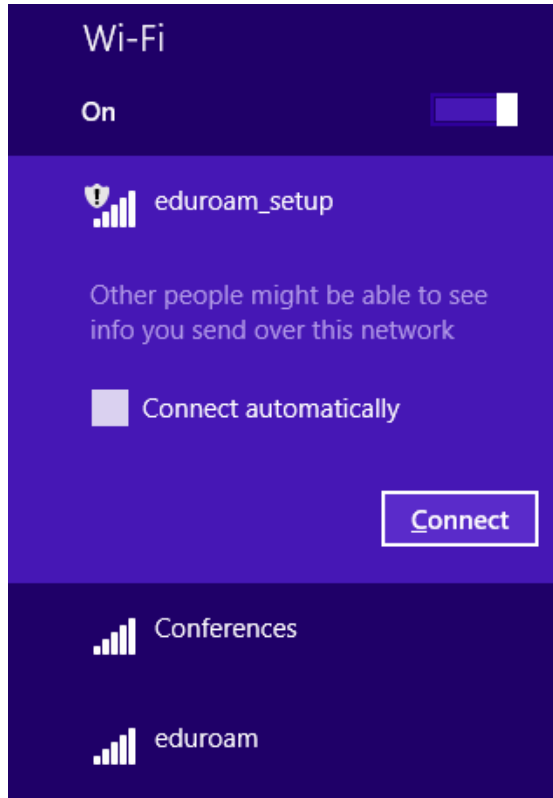 Wi-Fi
On
eduroam_setup
Other people might be able to see
info you send over this network
Connect automatically
Connect
Conferences
eduroam